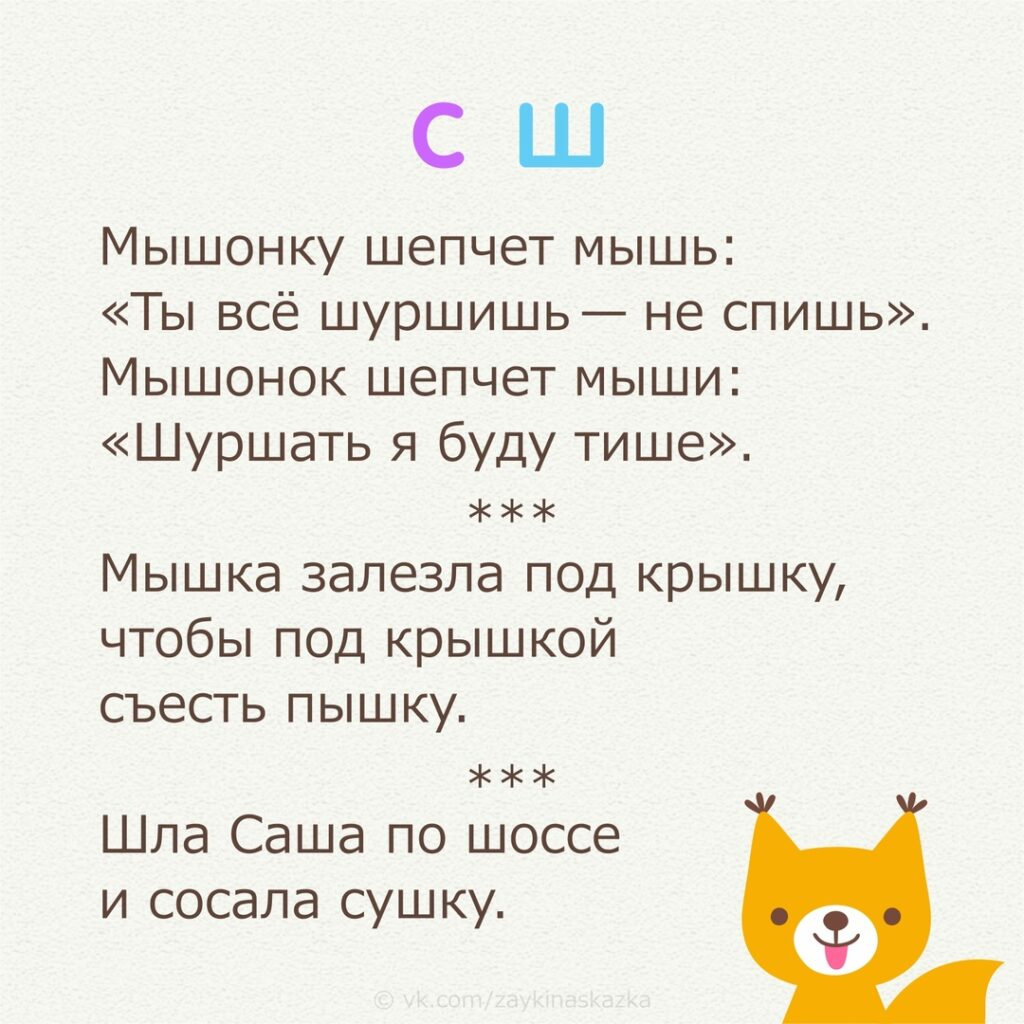 С Ш
Мышонку шепчет мышь:
«Ты всё шуршишь — не спишь».
Мышонок шепчет мыши:
«Шуршать я буду тише».
***
Мышка залезла под крышку,
чтобы под крышкой
съесть пышку.
***
Шла Саша по шоссе
и сосала сушку.
© vk.com/zaykinaskazka